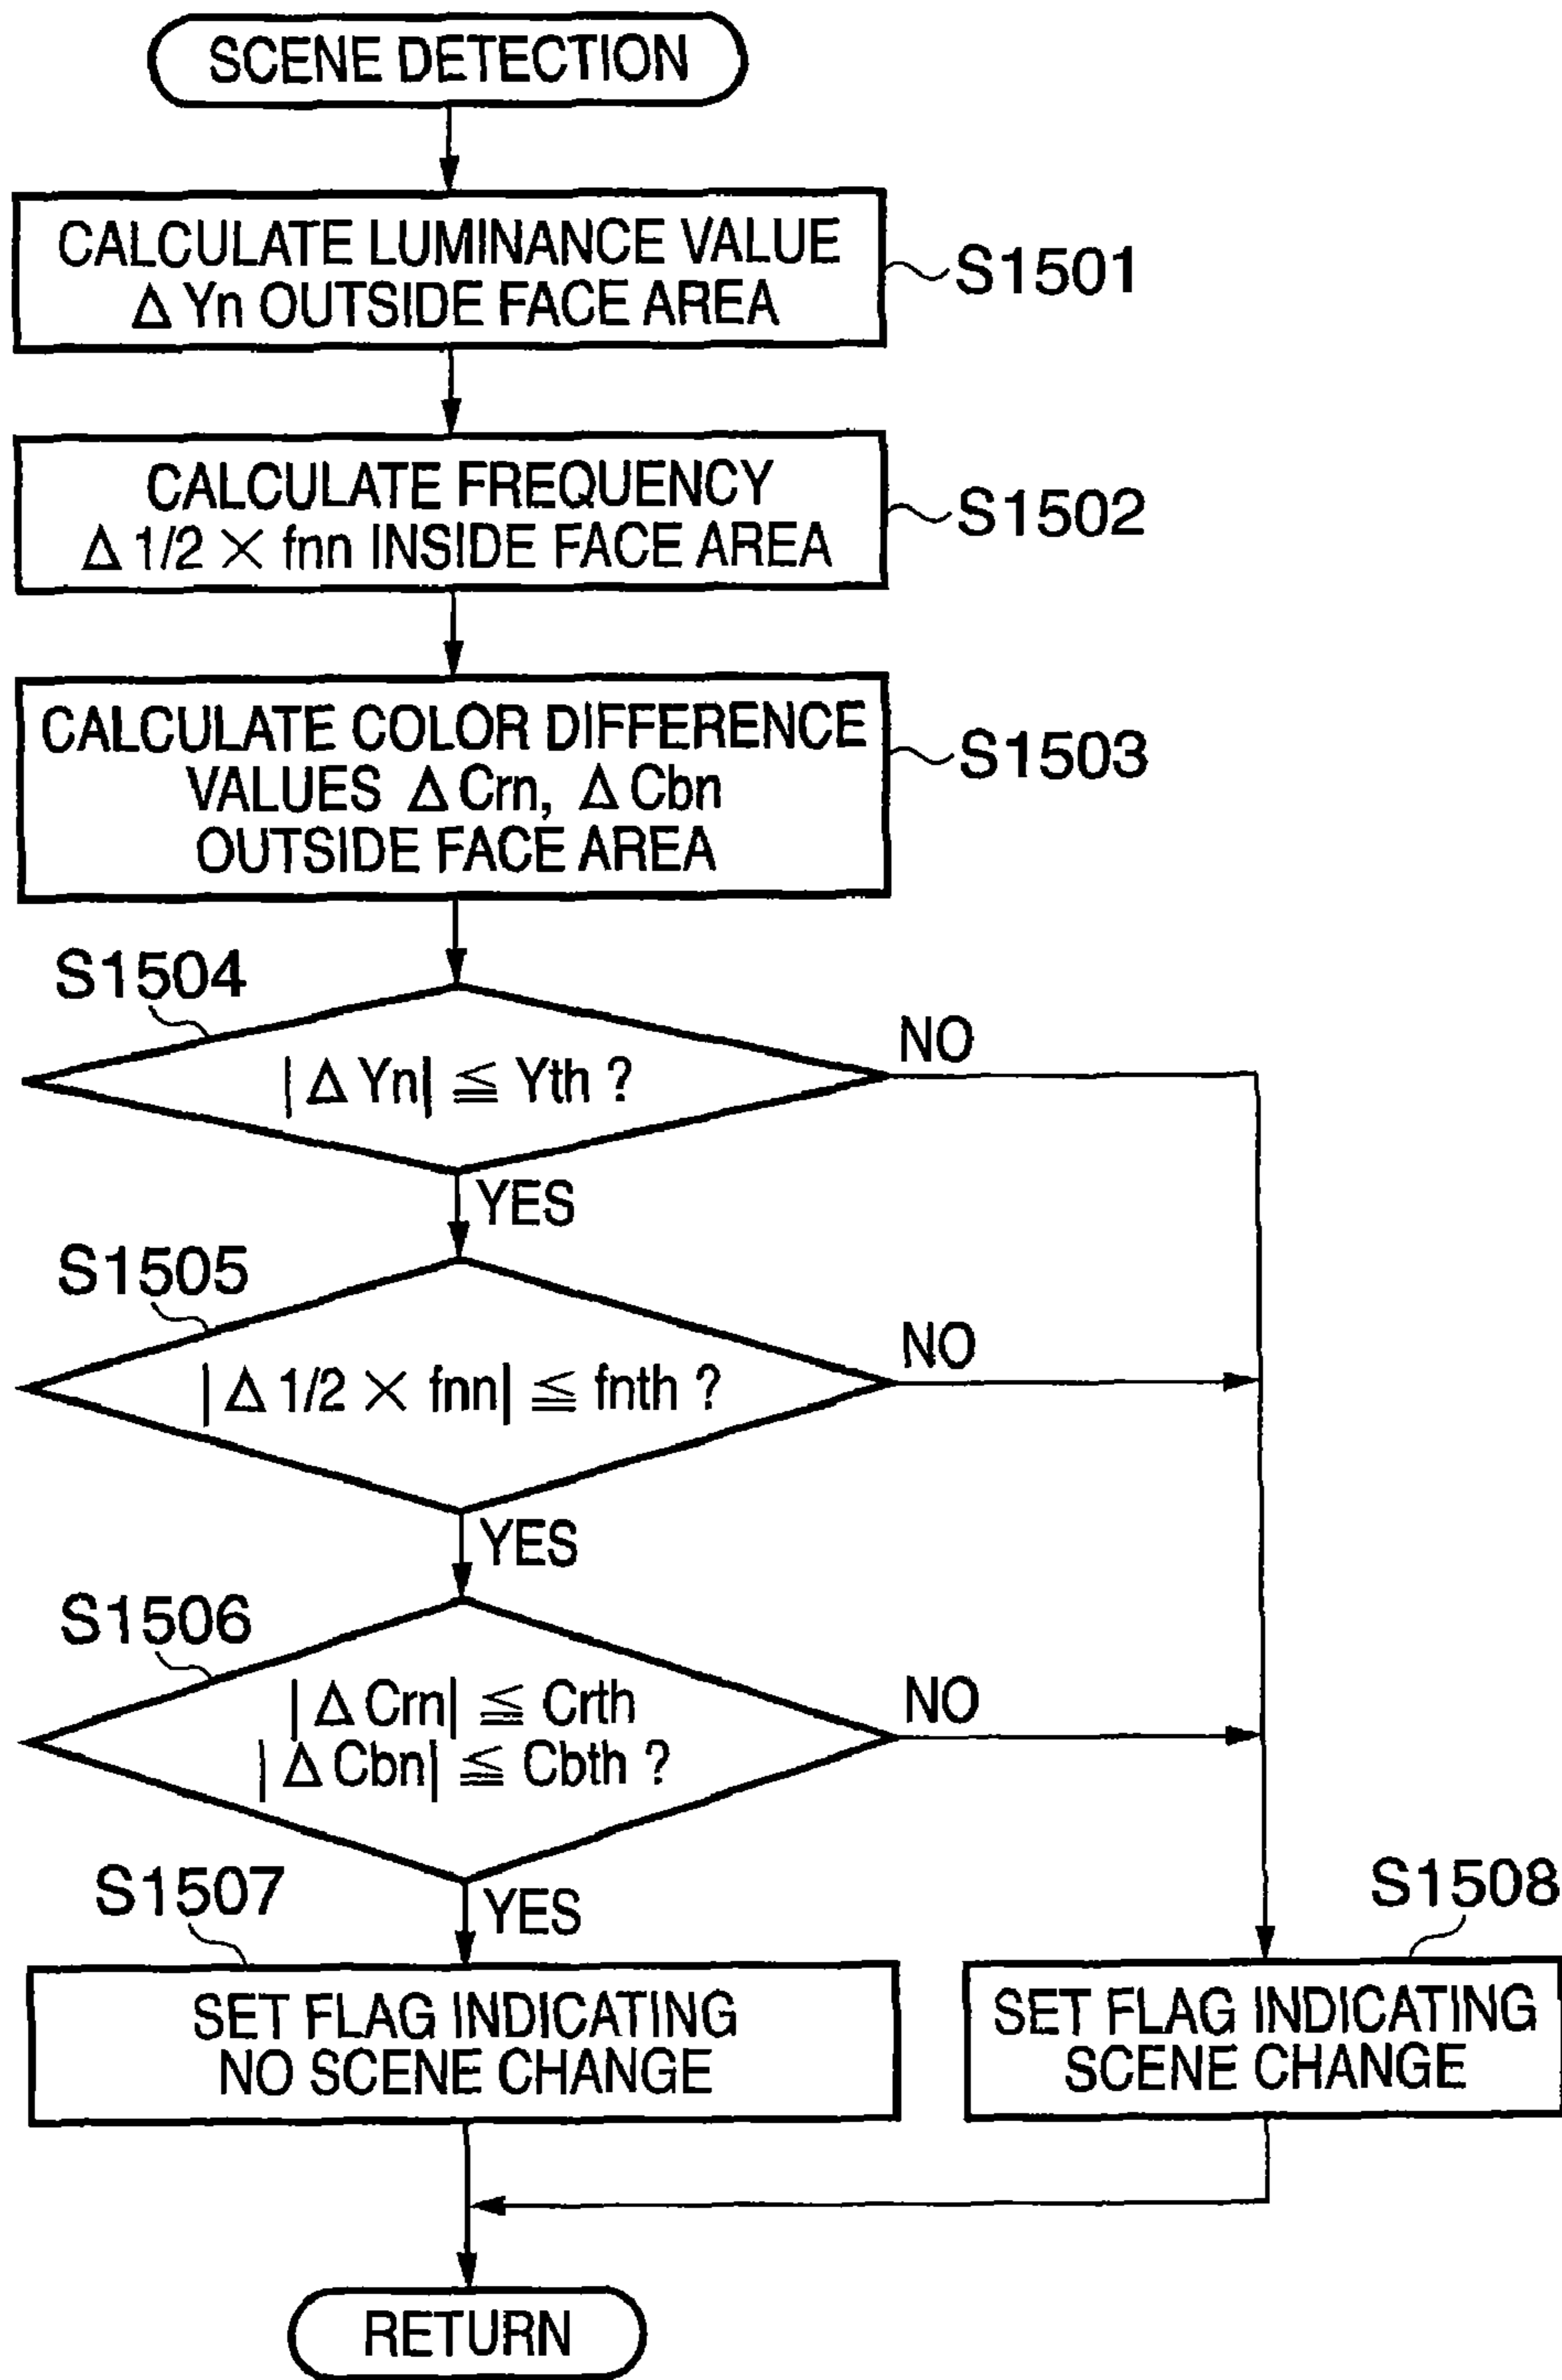 SCENE DETECTION
CALCULATE LUMINANCE VALUE
Δ Yn OUTSIDE FACE AREA
S1501
CALCULATE FREQUENCY
Δ 1/2 × fnn INSIDE FACE AREA
S1502
CALCULATE COLOR DIFFERENCE
VALUES Δ Crn, Δ Cbn
OUTSIDE FACE AREA
S1503
S1504
| Δ Yn| ≦ Yth ?
NO
YES
S1505
| Δ 1/2 × fnn| ≦ fnth ?
NO
YES
S1506
| Δ Crn| ≦ Crth
| Δ Cbn| ≦ Cbth ?
NO
YES
S1507
SET FLAG INDICATING
NO SCENE CHANGE
S1508
SET FLAG INDICATING
SCENE CHANGE
RETURN